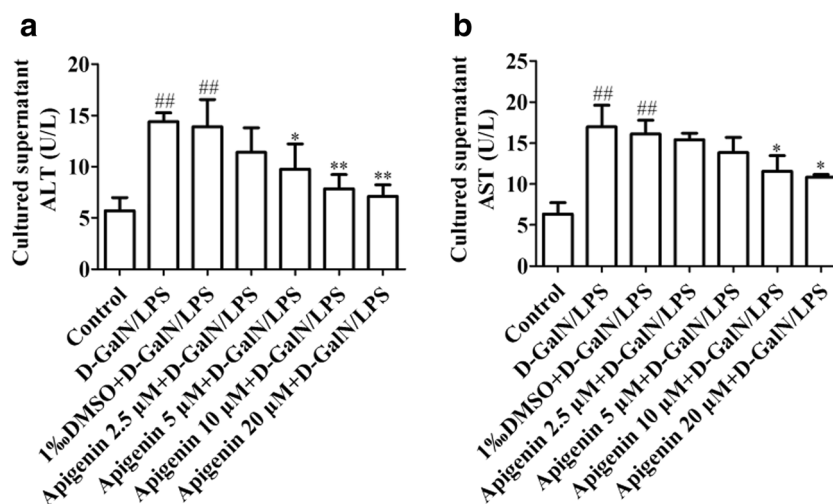 a
Cultured supernatant
ALT (U/L)
20
15
10
5
0
##
##
*
**
**
Control
D-GalN/LPS
1‰DMSO+D-GalN/LPS
Apigenin 2.5 µM+D-GalN/LPS
Apigenin 5 µM+D-GalN/LPS
Apigenin 10 µM+D-GalN/LPS
Apigenin 20 µM+D-GalN/LPS
b
Cultured supernatant
AST (U/L)
25
20
15
10
5
0
##
##
*
*
Control
D-GalN/LPS
1‰DMSO+D-GalN/LPS
Apigenin 2.5 µM+D-GalN/LPS
Apigenin 5 µM+D-GalN/LPS
Apigenin 10 µM+D-GalN/LPS
Apigenin 20 µM+D-GalN/LPS